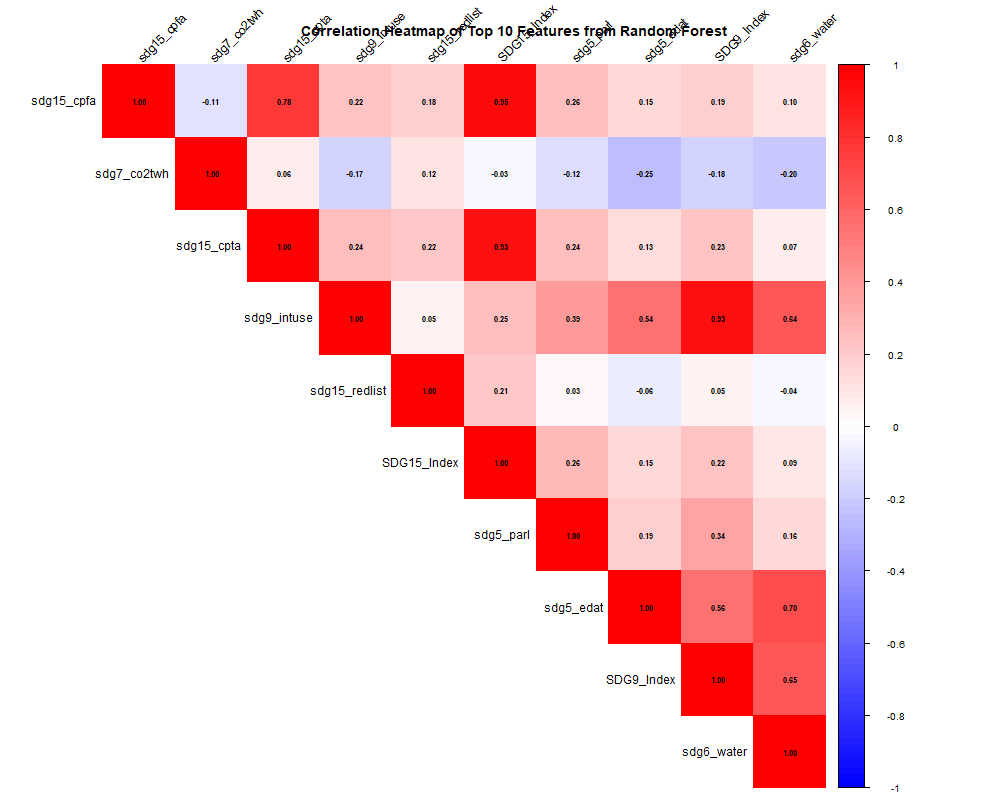 Correlation Heatmap of Top 10 Features from Random Forest
sdg15_cpfa sdg7_co2twh sdg15_cpta sdg9_intuse sdg15_redlist SDG15_Index sdg5_parl sdg5_edat SDG9_Index sdg6_water
sdg15_cpfa 1.00 -0.11 0.78 0.22 0.18 0.95 0.26 0.15 0.19 0.10
sdg7_co2twh 1.00 0.06 -0.17 0.12 -0.03 -0.12 -0.25 -0.18 -0.20
sdg15_cpta 1.00 0.24 0.22 0.93 0.24 0.13 0.23 0.07
sdg9_intuse 1.00 0.05 0.25 0.39 0.54 0.93 0.64
sdg15_redlist 1.00 0.21 0.03 -0.06 0.05 -0.04
SDG15_Index 1.00 0.26 0.15 0.22 0.09
sdg5_parl 1.00 0.19 0.34 0.16
sdg5_edat 1.00 0.56 0.70
SDG9_Index 1.00 0.65
sdg6_water 1.00
1
0.8
0.6
0.4
0.2
0
-0.2
-0.4
-0.6
-0.8
-1